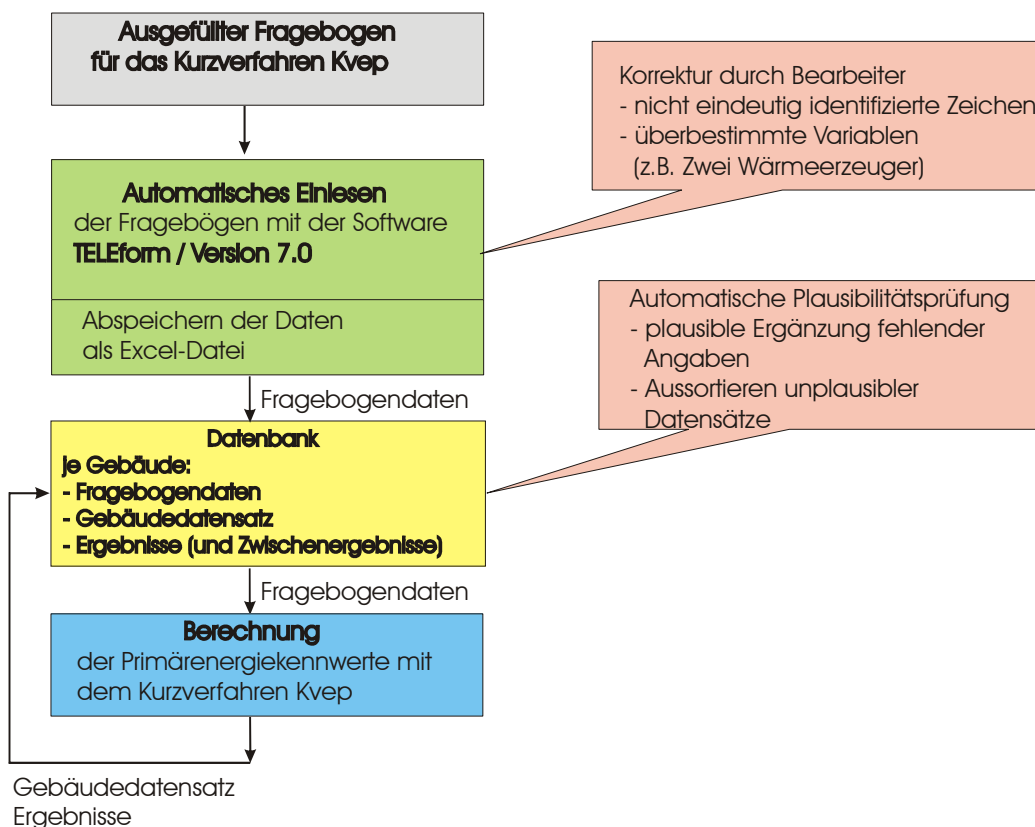 Ausgefüllter Fragebogen
für das Kurzverfahren Kvep
Korrektur durch Bearbeiter
- nicht eindeutig identifizierte Zeichen
- überbestimmte Variablen
(z.B. Zwei Wärmeerzeuger)
Automatisches Einlesen
der Fragebögen mit der Software
TELEform / Version 7.0
Abspeichern der Daten
als Excel-Datei
Automatische Plausibilitätsprüfung
- plausible Ergänzung fehlender
Angaben
- Aussortieren unplausibler
Datensätze
Fragebogendaten
Datenbank
je Gebäude:
- Fragebogendaten
- Gebäudedatensatz
- Ergebnisse (und Zwischenergebnisse)
Fragebogendaten
Berechnung
der Primärenergiekennwerte mit
dem Kurzverfahren Kvep
Gebäudedatensatz
Ergebnisse